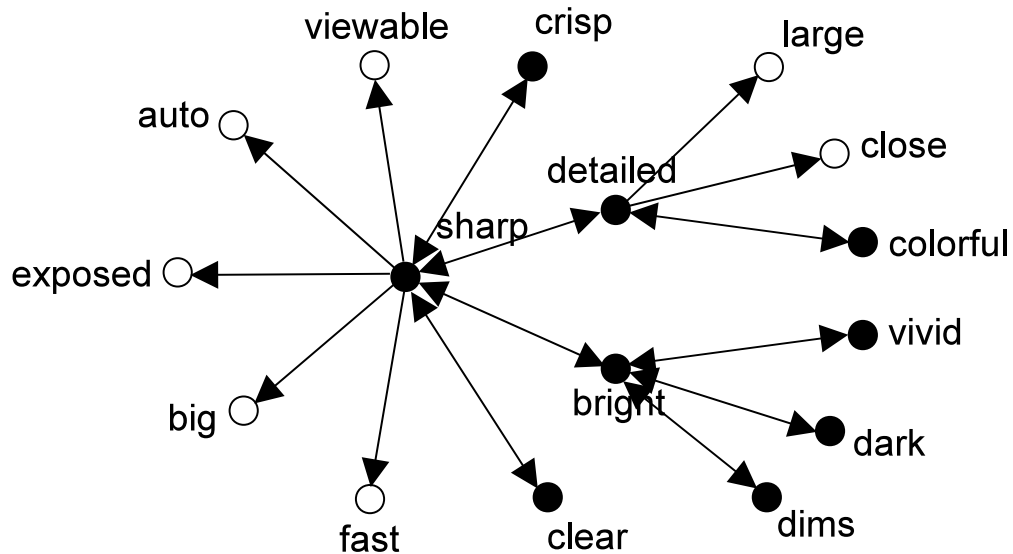 viewable
crisp
large
auto
close
detailed
sharp
colorful
exposed
vivid
bright
big
dark
dims
fast
clear